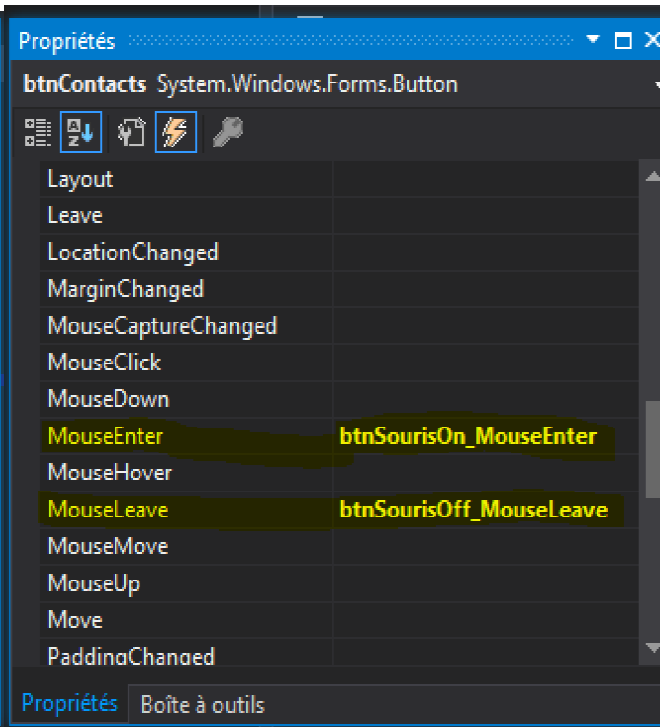 Propriétés
btnContacts System.Windows.Forms.Button
Layout
Leave
LocationChanged
MarginChanged
MouseCaptureChanged
MouseClick
MouseDown
MouseEnter btnSourisOn_MouseEnter
MouseHover
MouseLeave btnSourisOff_MouseLeave
MouseMove
MouseUp
Move
PaddingChanged
Propriétés Boîte à outils